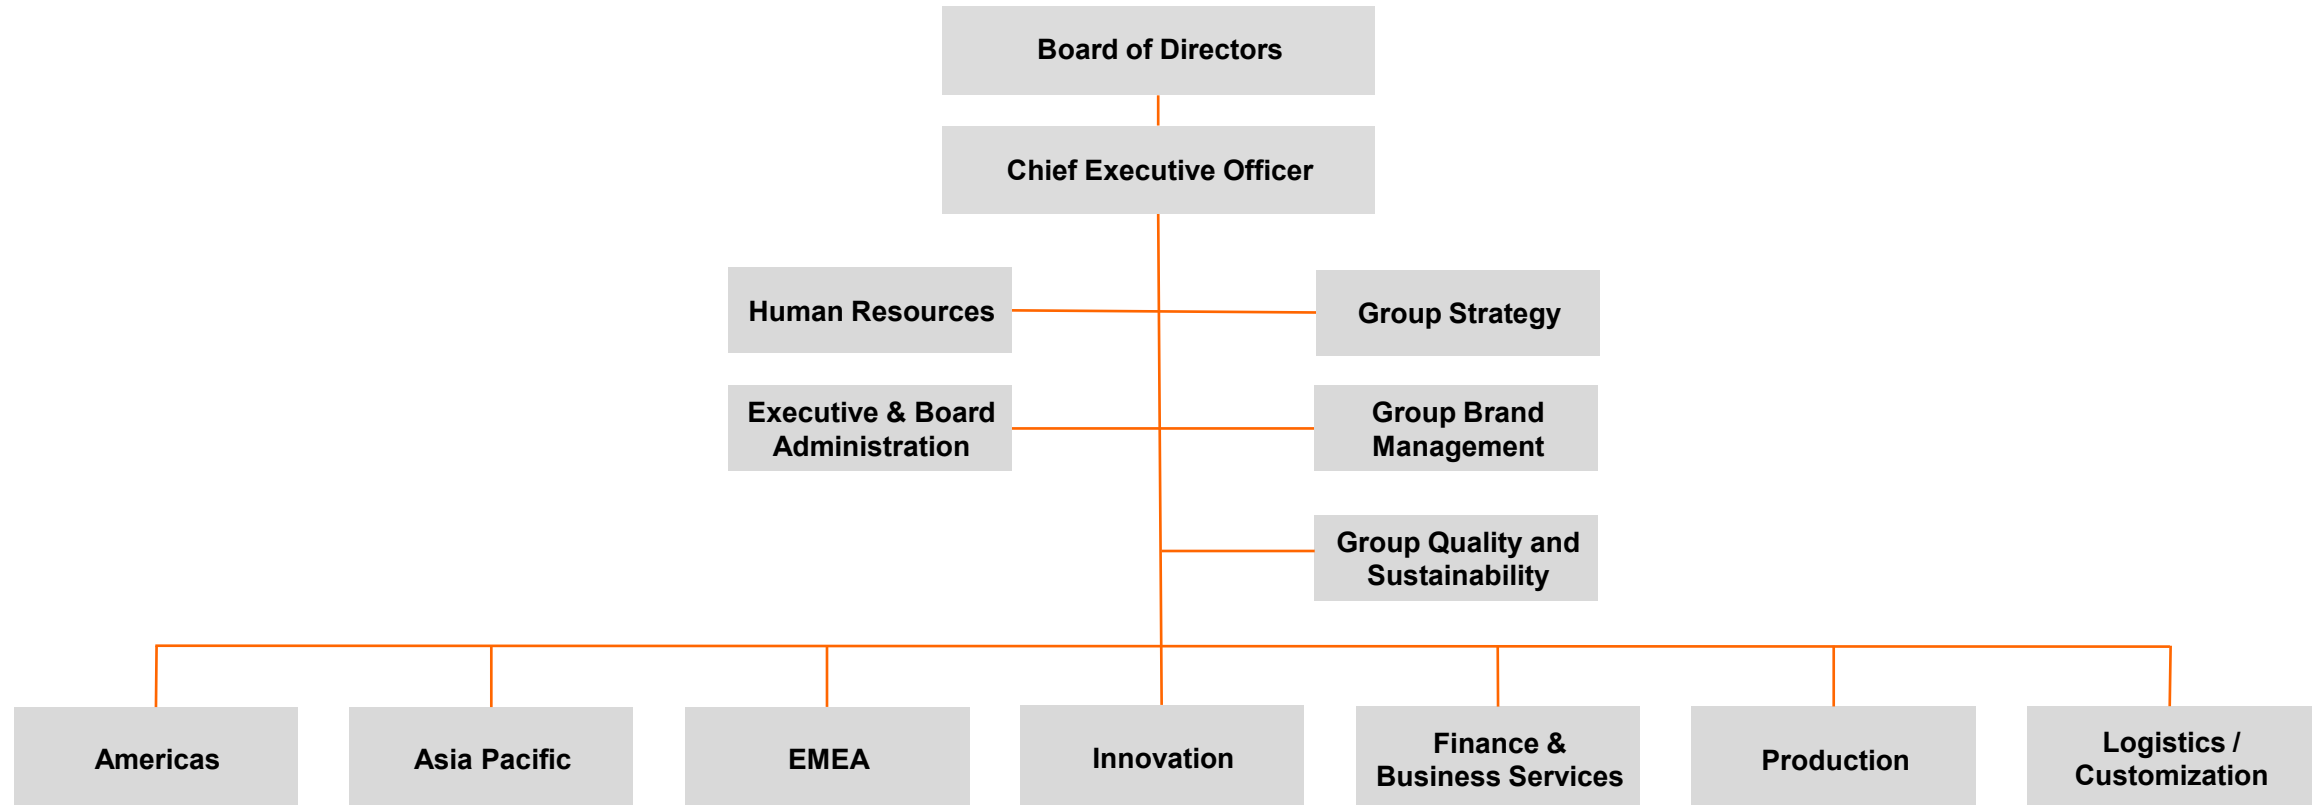 Board of Directors
Chief Executive Officer
Human Resources
Group Strategy
Executive & Board
Administration
Group Brand
Management
Group Quality and
Sustainability
Americas
Asia Pacific
EMEA
Innovation
Finance &
Business Services
Production
Logistics /
Customization